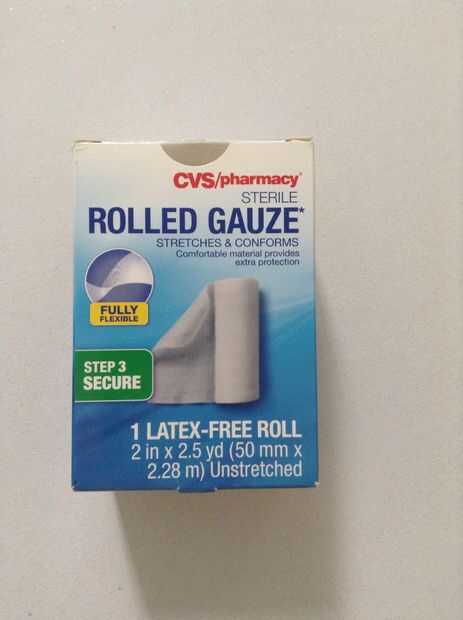 CVS/pharmacy®
STERILE
ROLLED GAUZE*
STRETCHES & CONFORMS
Comfortable material provides
extra protection
FULLY
FLEXIBLE
STEP 3
SECURE
1 LATEX-FREE ROLL
2 in x 2.5 yd (50 mm x
2.28 m) Unstretched